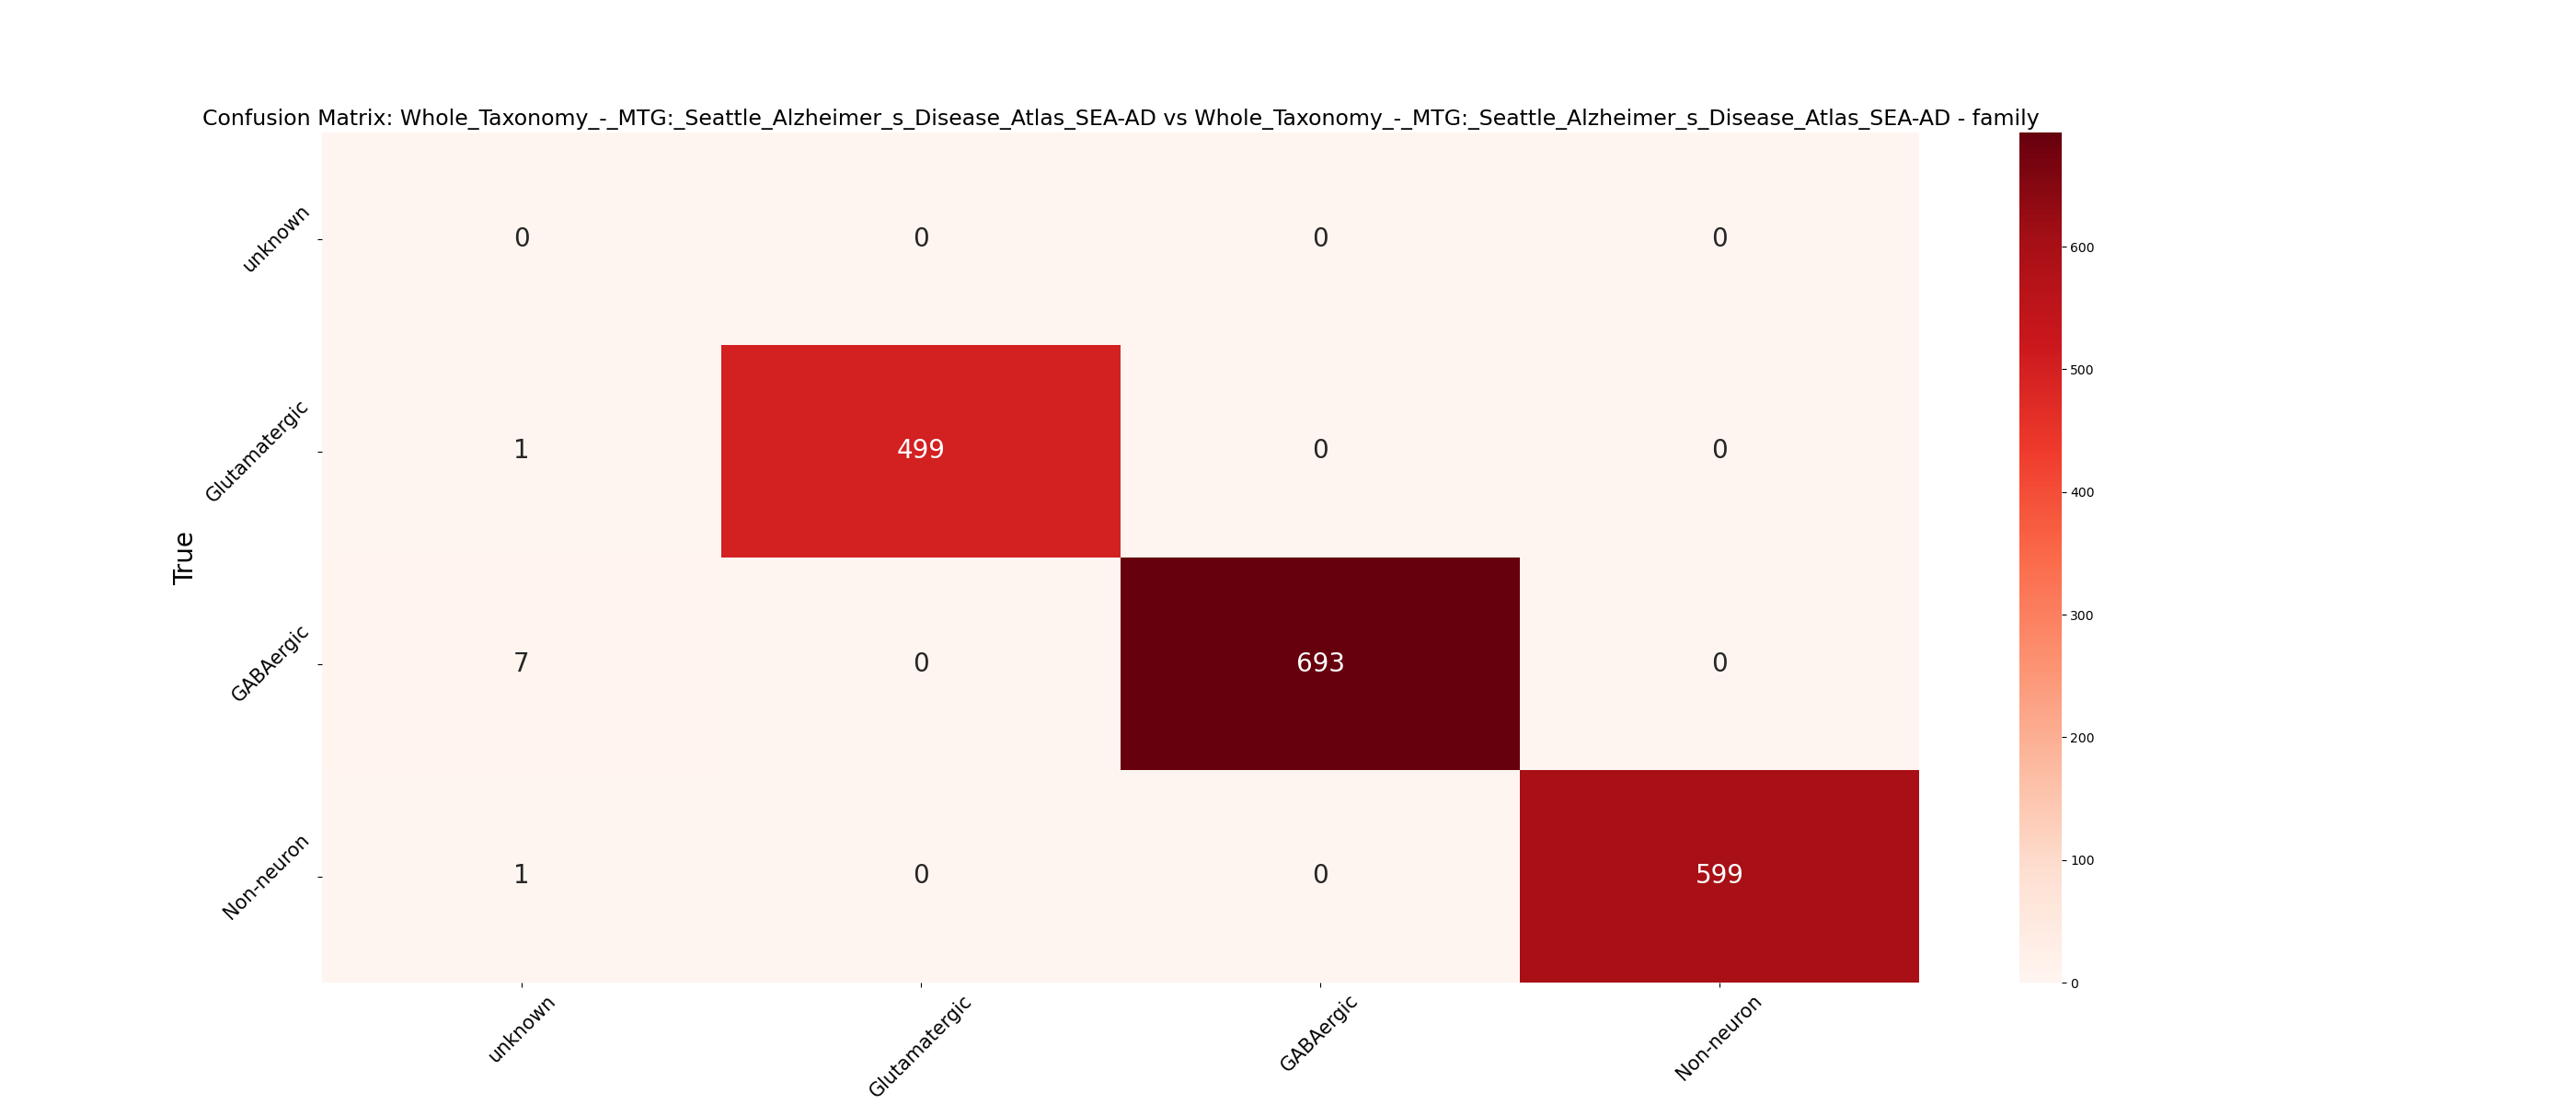 Confusion Matrix: Whole_Taxonomy_-_MTG:_Seattle_Alzheimer_s_Disease_Atlas_SEA-AD vs Whole_Taxonomy_-_MTG:_Seattle_Alzheimer_s_Disease_Atlas_SEA-AD - family
True
unknown
0 0 0 0
Glutamatergic
1 499 0 0
GABAergic
7 0 693 0
Non-neuron
1 0 0 599
unknown Glutamatergic GABAergic Non-neuron
600
500
400
300
200
100
0